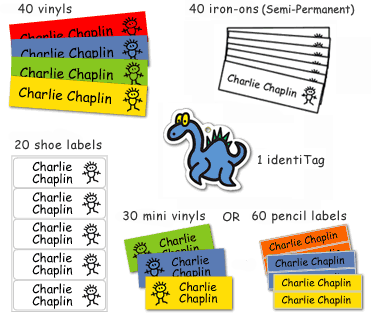 40 vinyls
40 iron-ons (Semi-Permanent)
Charlie Chaplin
Charlie Chaplin
Charlie Chaplin
Charlie Chaplin
Charlie Chaplin
20 shoe labels
1 identiTag
Charlie
Chaplin
Charlie
Chaplin
Charlie
Chaplin
Charlie
Chaplin
Charlie
Chaplin
30 mini vinyls OR 60 pencil labels
Charlie
Chaplin
Charlie
Chaplin
Charlie
Chaplin
Charlie Chaplin
Charlie Chaplin
Charlie Chaplin
Charlie Chaplin